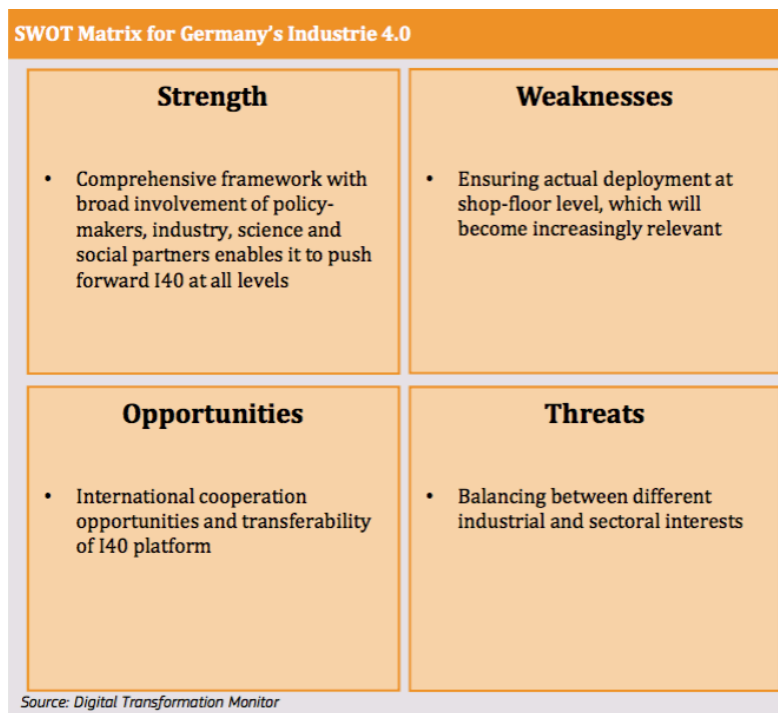 SWOT Matrix for Germany's Industrie 4.0
Strength
• Comprehensive framework with
broad involvement of policy-
makers, industry, science and
social partners enables it to push
forward I40 at all levels
Weaknesses
• Ensuring actual deployment at
shop-floor level, which will
become increasingly relevant
Opportunities
• International cooperation
opportunities and transferability
of I40 platform
Threats
• Balancing between different
industrial and sectoral interests
Source: Digital Transformation Monitor